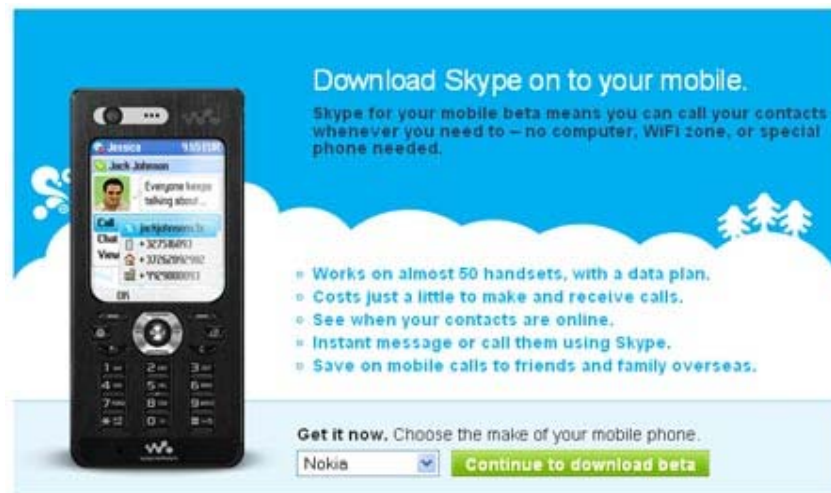 Download Skype on to your mobile.
Skype for your mobile beta means you can call your contacts
whenever you need to – no computer, WiFi zone, or special
phone needed.
Jessica
Jack Johnson
Everyone keeps
talking about ...
Call
Chat
View
OK
Works on almost 50 handsets, with a data plan.
Costs just a little to make and receive calls.
See when your contacts are online.
Instant message or call them using Skype.
Save on mobile calls to friends and family overseas.
Get it now. Choose the make of your mobile phone.
Nokia
Continue to download beta